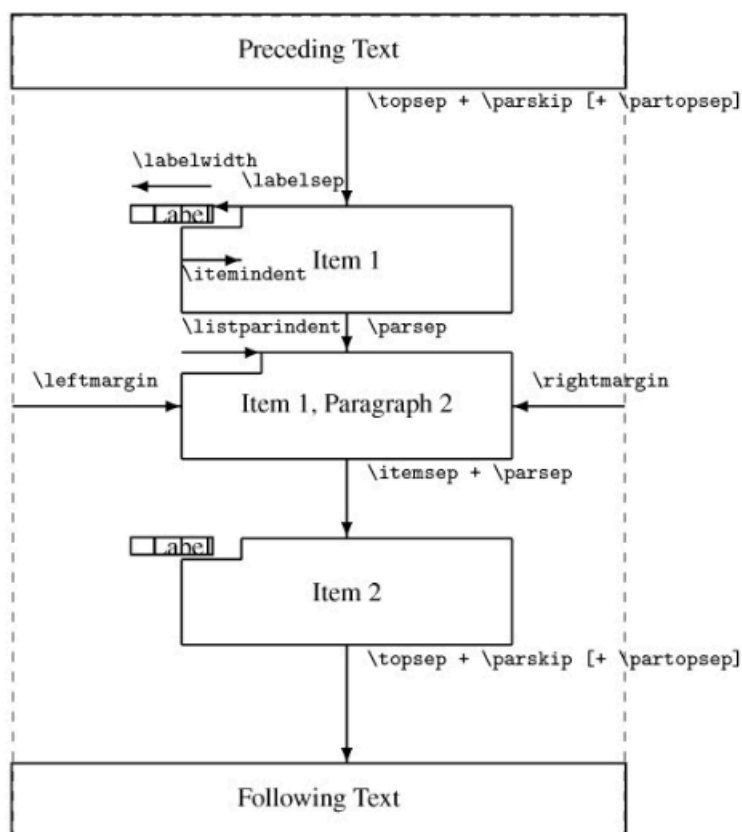 Preceding Text
\topsep + \parskip [+ \partopsep]
\labelwidth
\labelsep
Label
Item 1
\itemindent
\listparindent \parsep
\leftmargin
\rightmargin
Item 1, Paragraph 2
\itemsep + \parsep
Label
Item 2
\topsep + \parskip [+ \partopsep]
Following Text